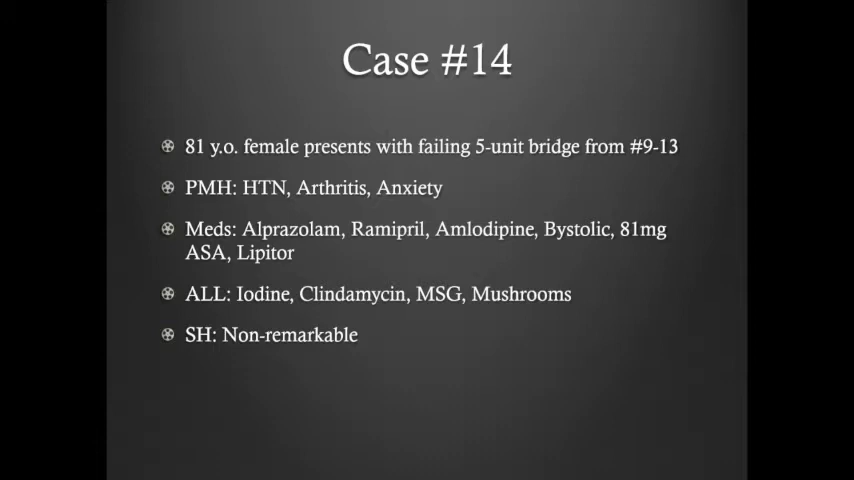 Case #14
81 y.o. female presents with failing 5-unit bridge from #9-13
PMH: HTN, Arthritis, Anxiety
Meds: Alprazolam, Ramipril, Amlodipine, Bystolic, 81mg
ASA, Lipitor
ALL: Iodine, Clindamycin, MSG, Mushrooms
SH: Non-remarkable